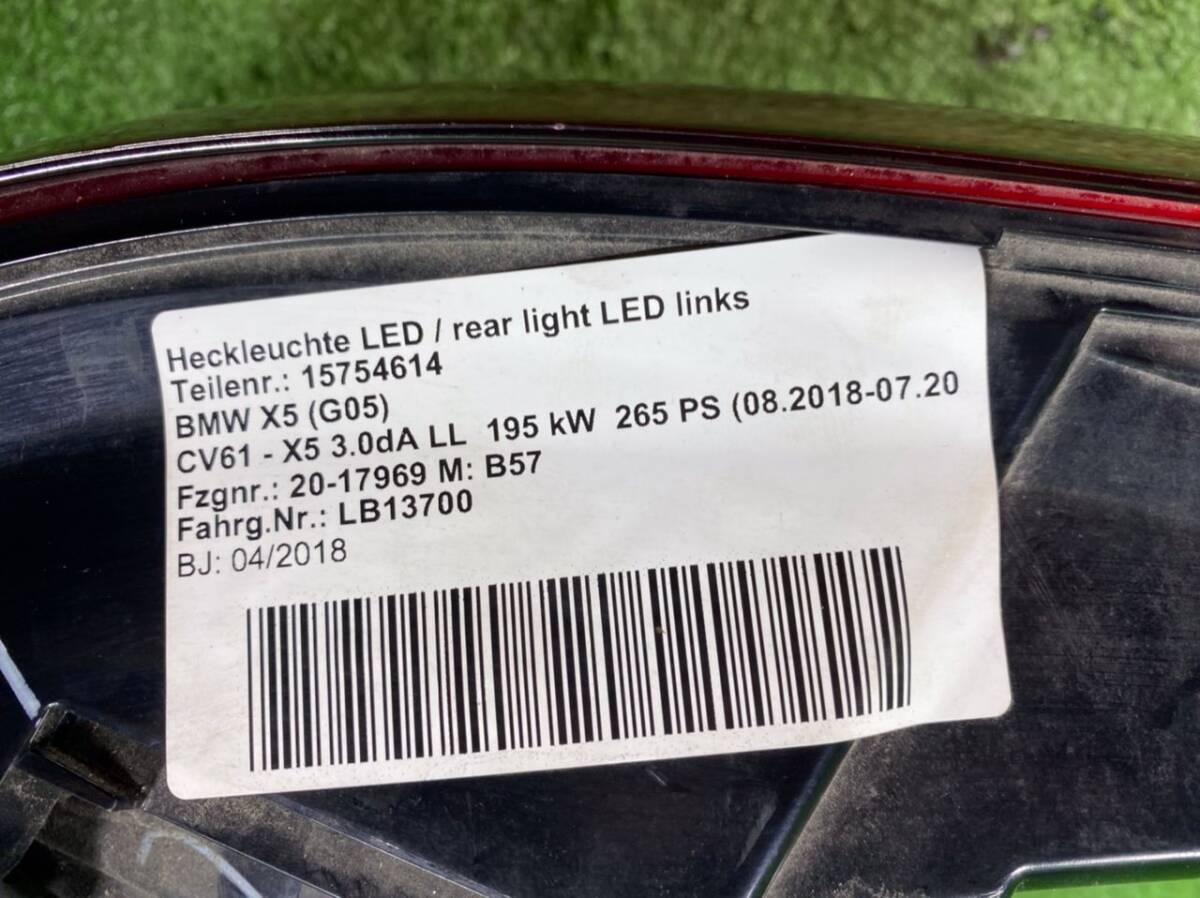 Heckleuchte LED / rear light LED links
Teilenr.: 15754614
BMW X5 (G05)
CV61 - X5 3.0dA LL 195 kW 265 PS (08.2018-07.20
Fzgnr.: 20-17969 M: B57
Fahrg.Nr.: LB13700
BJ: 04/2018